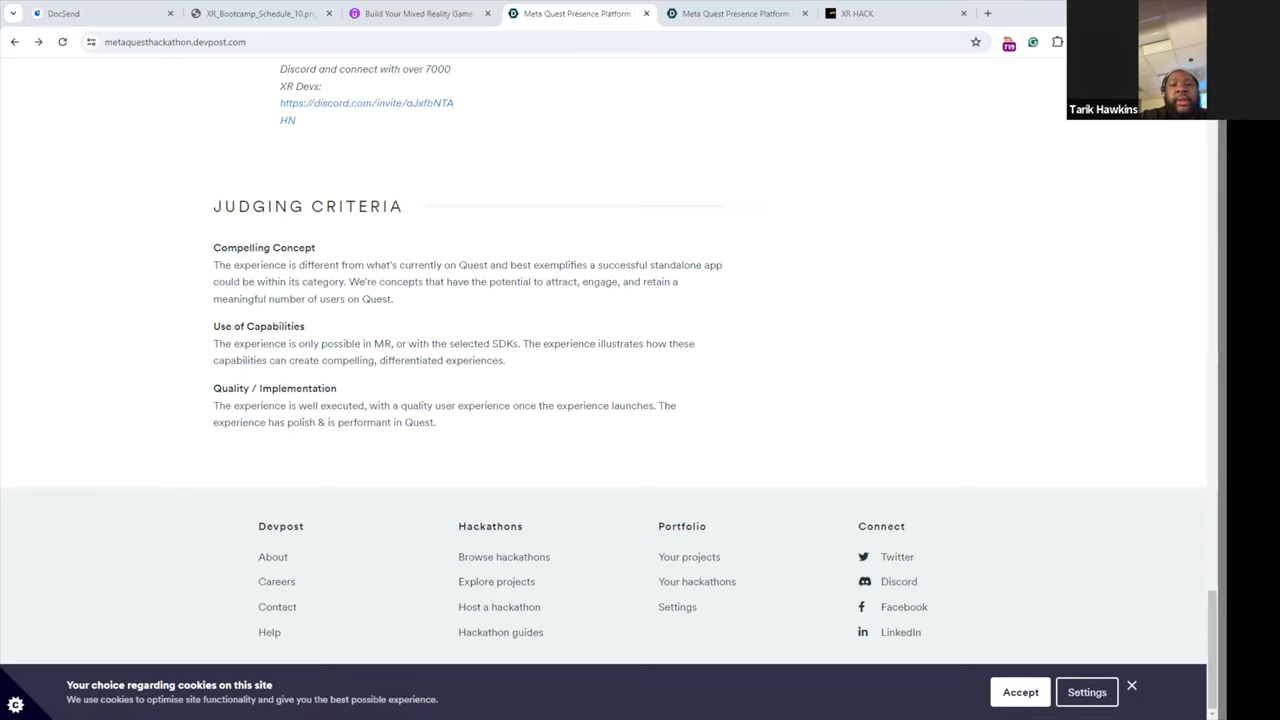 DocSend
XR_Bootcamp_Schedule_10.pn
Build Your Mixed Reality Game
Meta Quest Presence Platform
Meta Quest Presence Platform
XR HACK
metaquesthackathon.devpost.com
719
Tarik Hawkins
Discord and connect with over 7000
XR Devs:
https://discord.com/invite/aJxfbNTA
HN
JUDGING CRITERIA
Compelling Concept
The experience is different from what's currently on Quest and best exemplifies a successful standalone app
could be within its category. We're concepts that have the potential to attract, engage, and retain a
meaningful number of users on Quest.
Use of Capabilities
The experience is only possible in MR, or with the selected SDKs. The experience illustrates how these
capabilities can create compelling, differentiated experiences.
Quality / Implementation
The experience is well executed, with a quality user experience once the experience launches. The
experience has polish & is performant in Quest.
Devpost
About
Careers
Contact
Help
Hackathons
Browse hackathons
Explore projects
Host a hackathon
Hackathon guides
Portfolio
Your projects
Your hackathons
Settings
Connect
Twitter
Discord
Facebook
LinkedIn
Your choice regarding cookies on this site
We use cookies to optimise site functionality and give you the best possible experience.
Accept
Settings